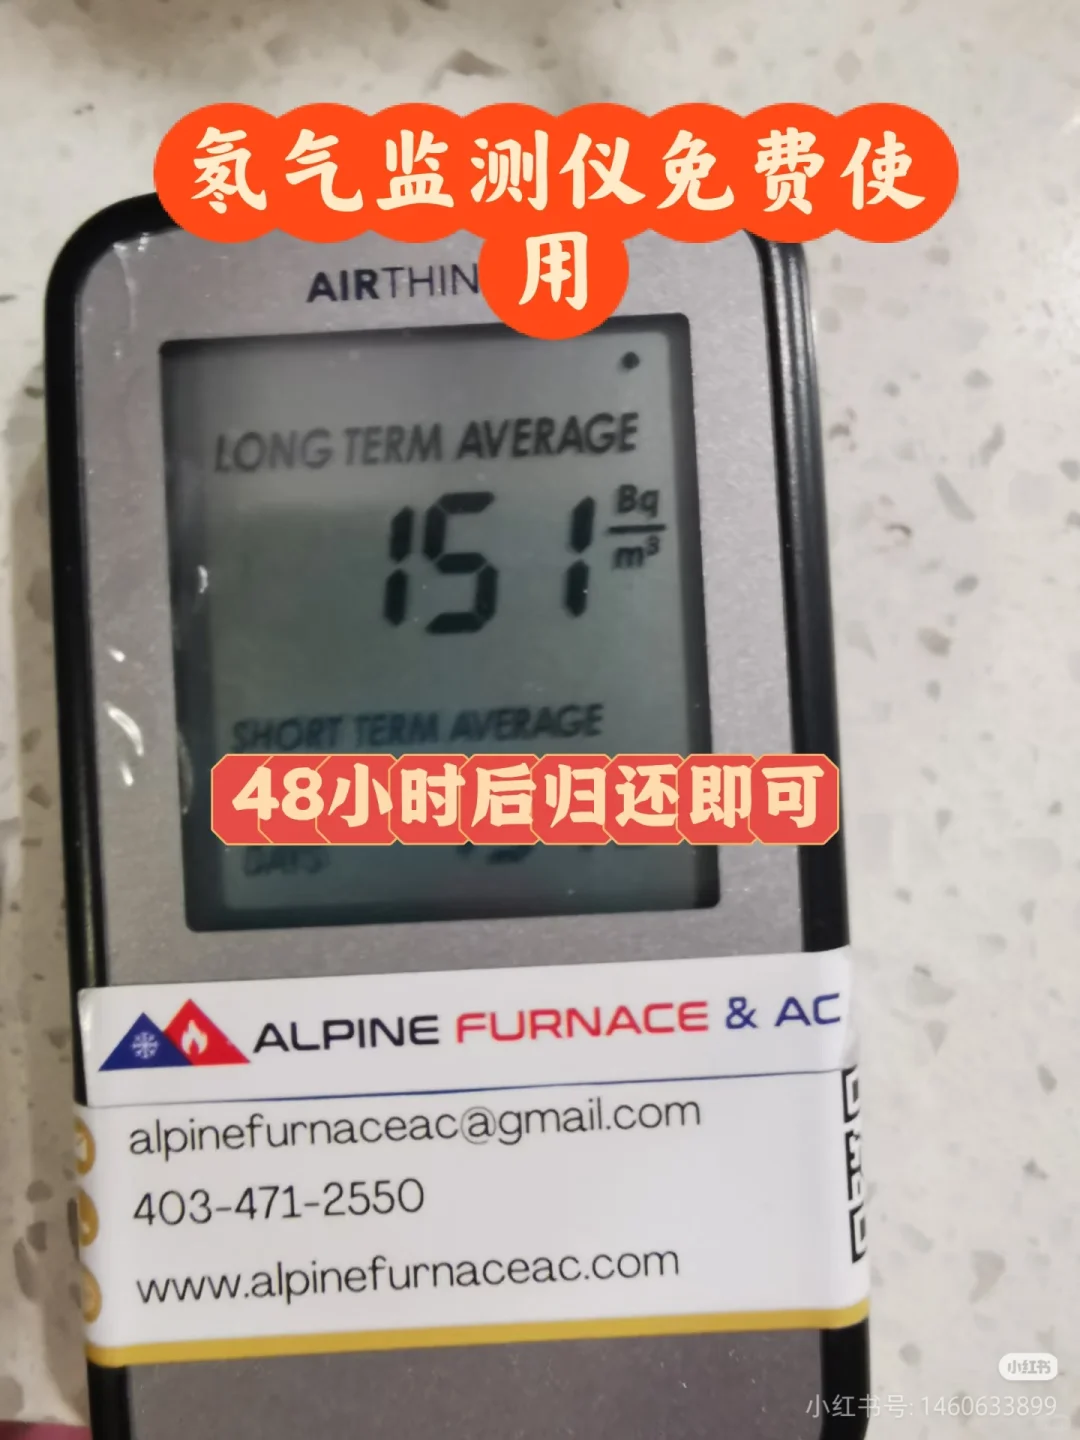 氡气监测仪免费使
用
AIRTHIN
LONG TERM AVERAGE
151 Bq/m³
SHORT TERM AVERAGE
48小时后归还即可
DAYS
ALPINE FURNACE & AC
alpinefurnaceac@gmail.com
403-471-2550
www.alpinefurnaceac.com
小红书
小红书号: 1460633899